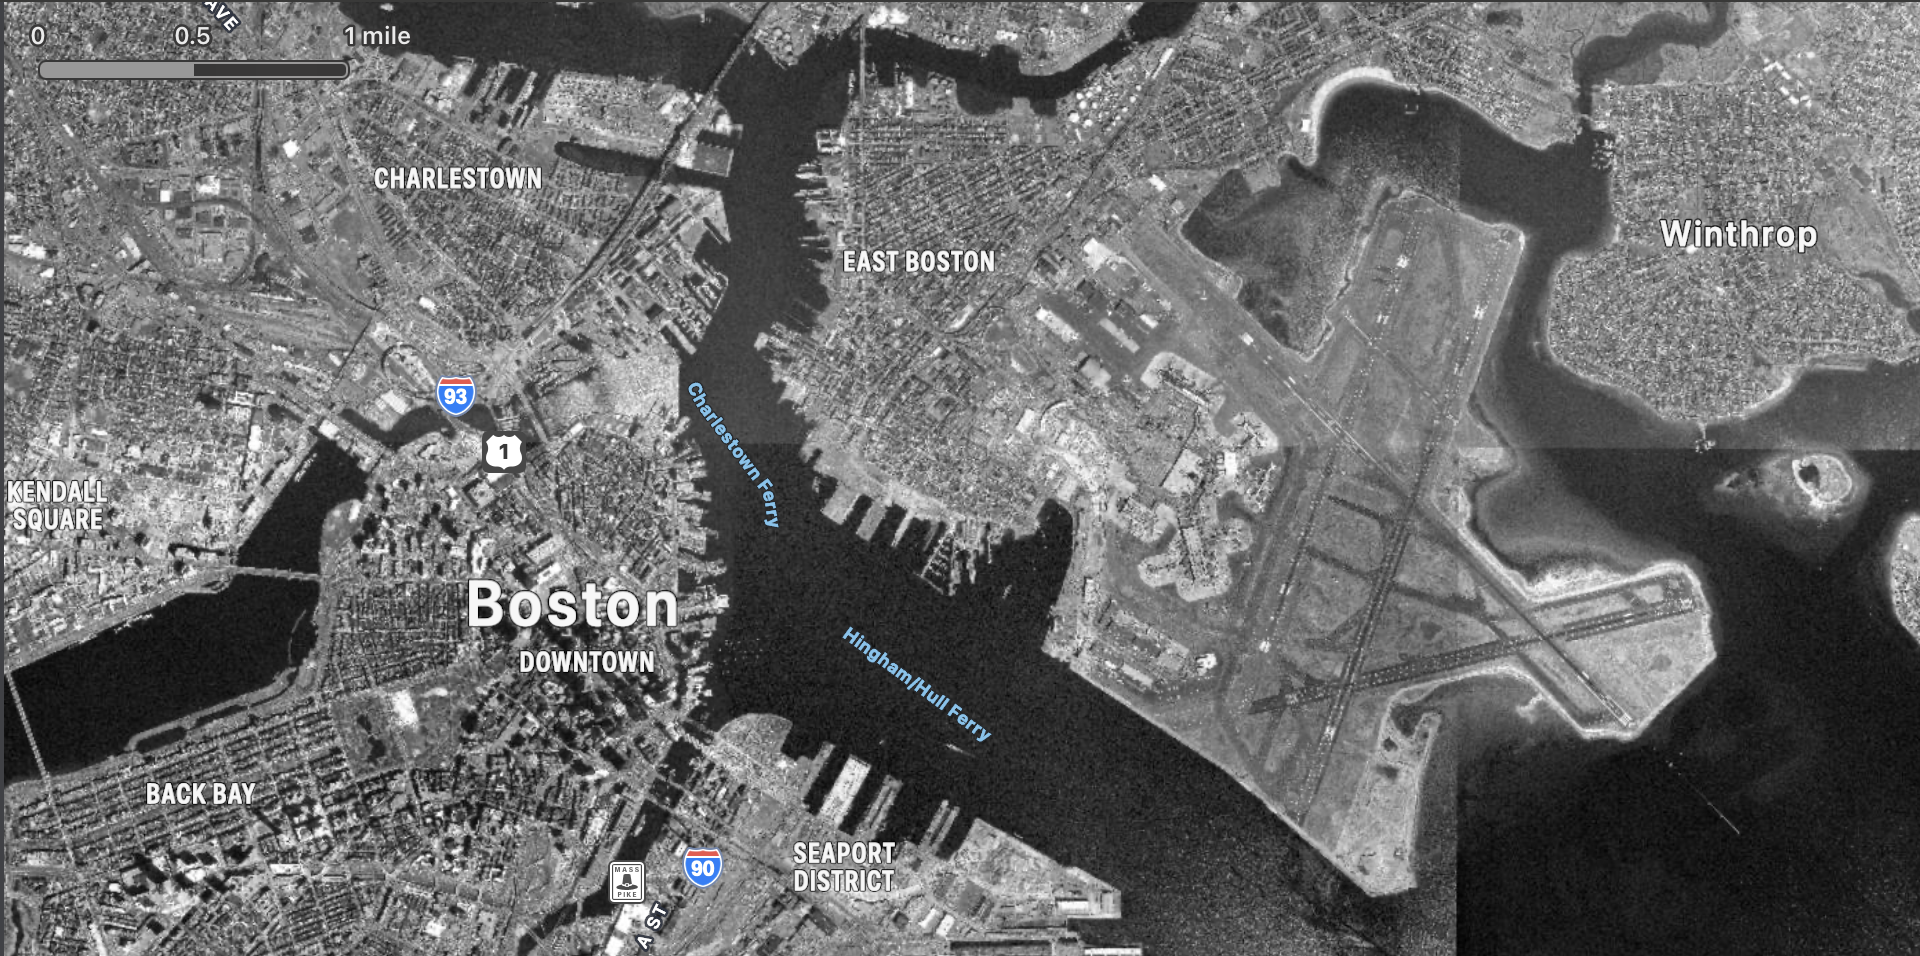 AVE
0 0.5 1 mile
CHARLESTOWN
Winthrop
EAST BOSTON
93
1
Charlestown Ferry
KENDALL
SQUARE
Boston
DOWNTOWN
Hingham/Hull Ferry
BACK BAY
SEAPORT
DISTRICT
90
MASS
PIKE
A ST